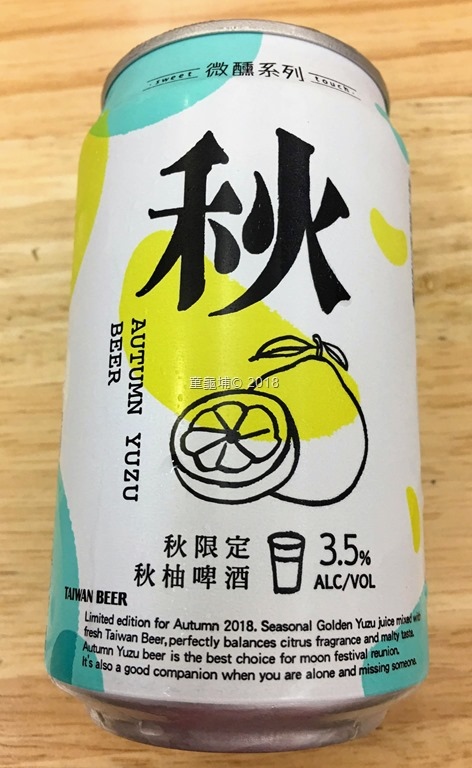 sweet 微醺系列 touch
秋
AUTUMN YUZU
BEER
萆龜埔© 2018
秋限定
秋柚啤酒
3.5%
ALC/VOL
TAIWAN BEER
Limited edition for Autumn 2018. Seasonal Golden Yuzu juice mixed with
fresh Taiwan Beer, perfectly balances citrus fragrance and malty taste.
Autumn Yuzu beer is the best choice for moon festival reunion.
It's also a good companion when you are alone and missing someone.